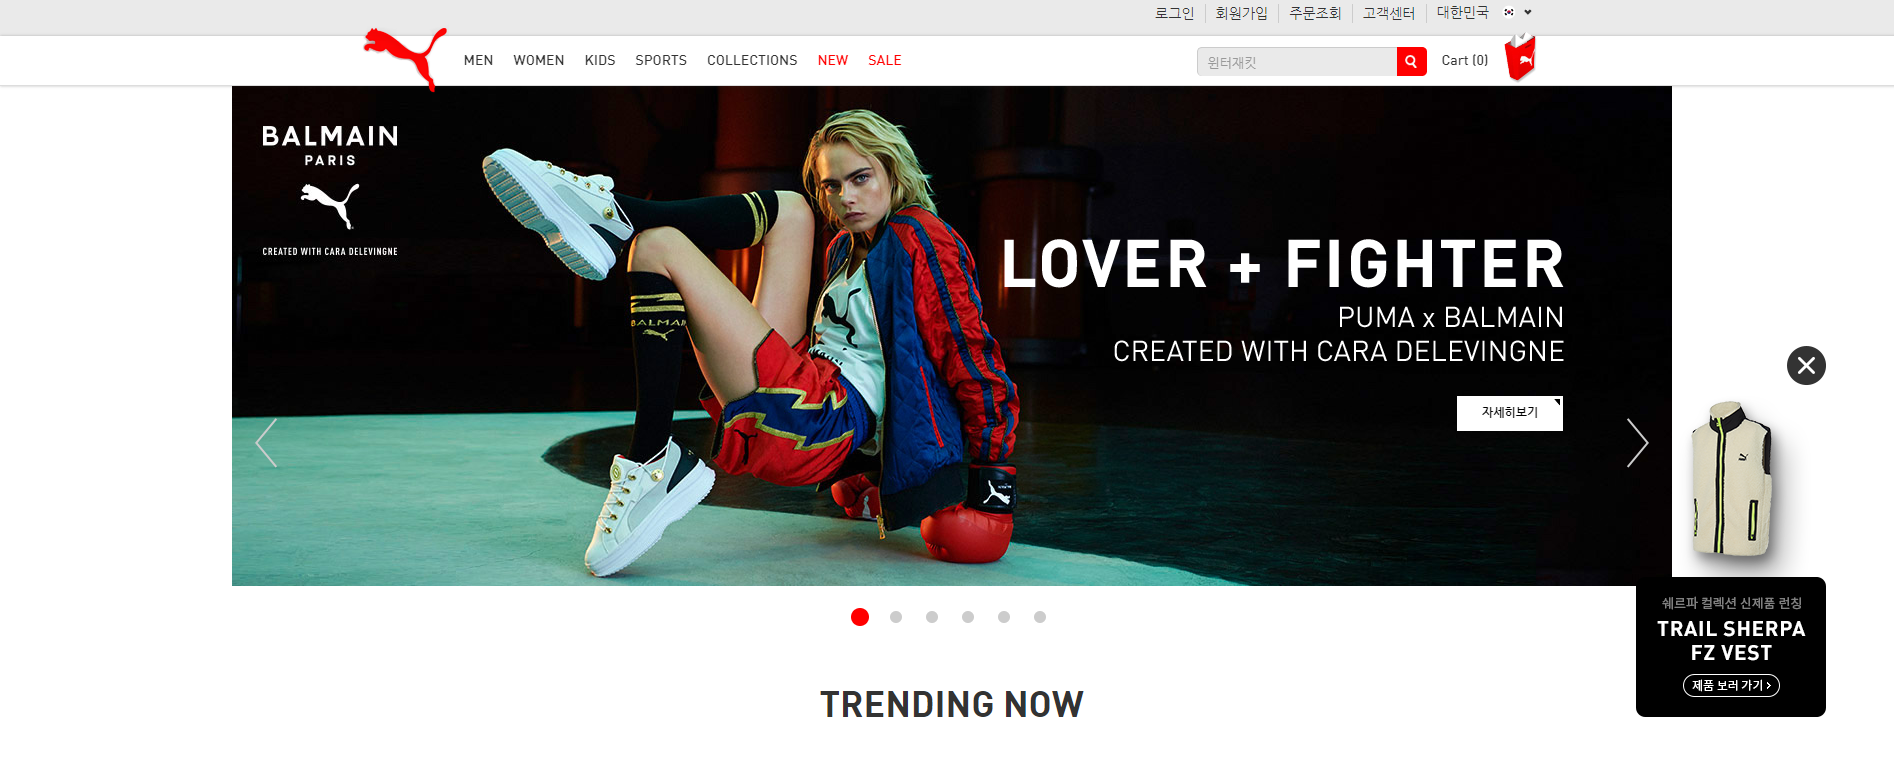 로그인 회원가입 주문조회 고객센터 대한민국
MEN WOMEN KIDS SPORTS COLLECTIONS NEW SALE
윈터재킷
Cart (0)
BALMAIN
PARIS
CREATED WITH CARA DELEVINGNE
BALMAIN
LOVER + FIGHTER
PUMA x BALMAIN
CREATED WITH CARA DELEVINGNE
자세히보기
쉐르파 컬렉션 신제품 런칭
TRAIL SHERPA
FZ VEST
제품 보러 가기 >
TRENDING NOW